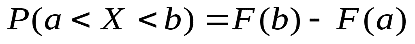 P(a < X < b) = F(b) - F(a)